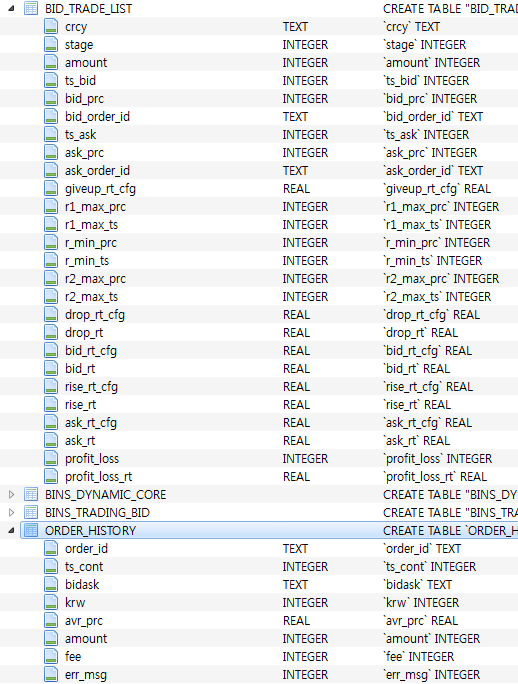 BID_TRADE_LIST CREATE TABLE "BID_TRADE
crcy TEXT `crcy` TEXT
stage INTEGER `stage` INTEGER
amount INTEGER `amount` INTEGER
ts_bid INTEGER `ts_bid` INTEGER
bid_prc INTEGER `bid_prc` INTEGER
bid_order_id TEXT `bid_order_id` TEXT
ts_ask INTEGER `ts_ask` INTEGER
ask_prc INTEGER `ask_prc` INTEGER
ask_order_id TEXT `ask_order_id` TEXT
giveup_rt_cfg REAL `giveup_rt_cfg` REAL
r1_max_prc INTEGER `r1_max_prc` INTEGER
r1_max_ts INTEGER `r1_max_ts` INTEGER
r_min_prc INTEGER `r_min_prc` INTEGER
r_min_ts INTEGER `r_min_ts` INTEGER
r2_max_prc INTEGER `r2_max_prc` INTEGER
r2_max_ts INTEGER `r2_max_ts` INTEGER
drop_rt_cfg REAL `drop_rt_cfg` REAL
drop_rt REAL `drop_rt` REAL
bid_rt_cfg REAL `bid_rt_cfg` REAL
bid_rt REAL `bid_rt` REAL
rise_rt_cfg REAL `rise_rt_cfg` REAL
rise_rt REAL `rise_rt` REAL
ask_rt_cfg REAL `ask_rt_cfg` REAL
ask_rt REAL `ask_rt` REAL
profit_loss INTEGER `profit_loss` INTEGER
profit_loss_rt REAL `profit_loss_rt` REAL
BINS_DYNAMIC_CORE CREATE TABLE "BINS_DY
BINS_TRADING_BID CREATE TABLE "BINS_TRA
ORDER_HISTORY CREATE TABLE `ORDER_H
order_id TEXT `order_id` TEXT
ts_cont INTEGER `ts_cont` INTEGER
bidask TEXT `bidask` TEXT
krw INTEGER `krw` INTEGER
avr_prc REAL `avr_prc` REAL
amount INTEGER `amount` INTEGER
fee INTEGER `fee` INTEGER
err_msg INTEGER `err_msg` INTEGER